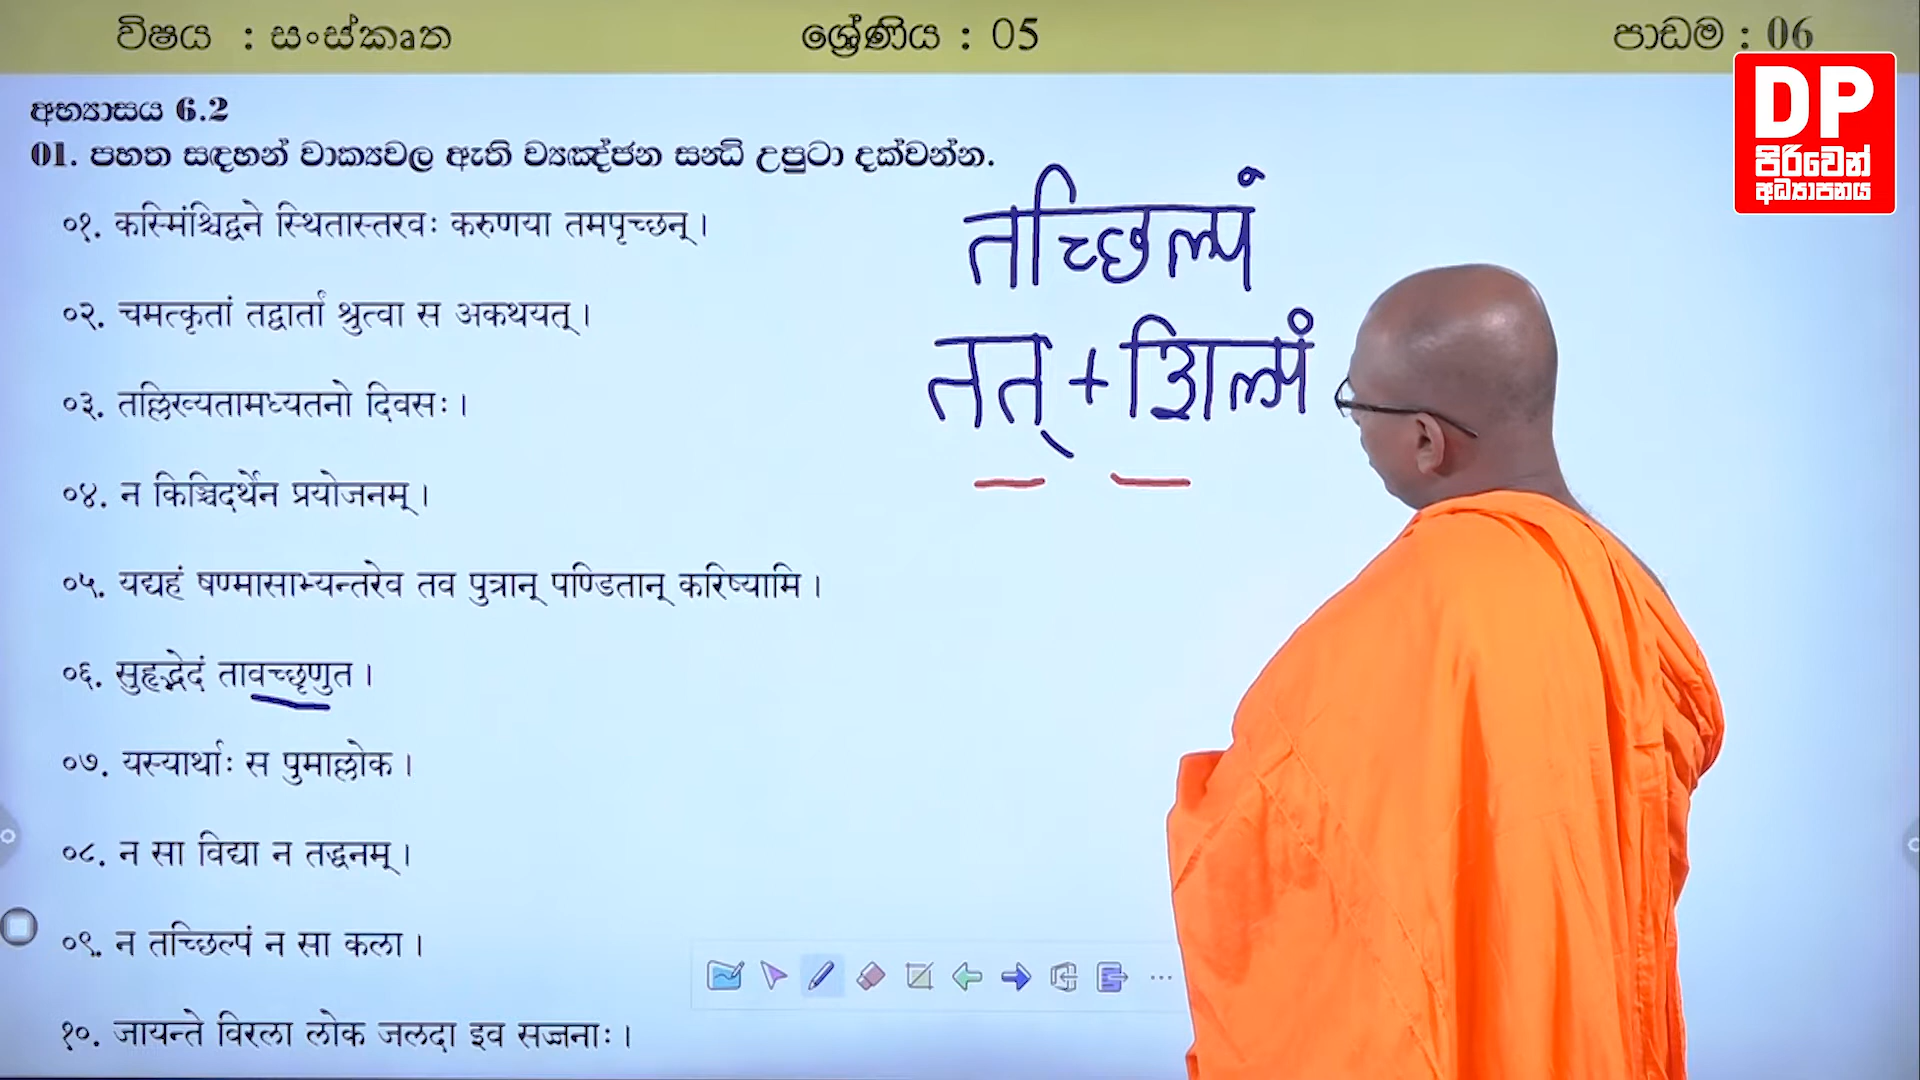 විෂය : සංස්කෘත ශ්‍රේණිය : 05 පාඩම : 06
DP
පිරිවෙන්
අධ්‍යාපනය
අභ්‍යාසය 6.2
01. පහත සඳහන් වාක්‍යවල ඇති ව්‍යඤ්ජන සන්ධි උපුටා දක්වන්න.
०१. कस्मिंश्चिद्वने स्थितास्तरवः करुणया तमपृच्छन् ।
०२. चमत्कृतां तद्वार्तां श्रुत्वा स अकथयत् ।
०३. तल्लिख्यतामध्यतनो दिवसः ।
०४. न किञ्चिदर्थेन प्रयोजनम् ।
०५. यद्यहं षण्मासाभ्यन्तरेव तव पुत्रान् पण्डितान् करिष्यामि ।
०६. सुहृद्भेदं तावच्छृणुत ।
०७. यस्यार्थाः स पुमाल्लोक ।
०८. न सा विद्या न तद्धनम् ।
०९. न तच्छिल्पं न सा कला ।
१०. जायन्ते विरला लोक जलदा इव सज्जनाः ।
तच्छिल्पं
तत् + शिल्पं